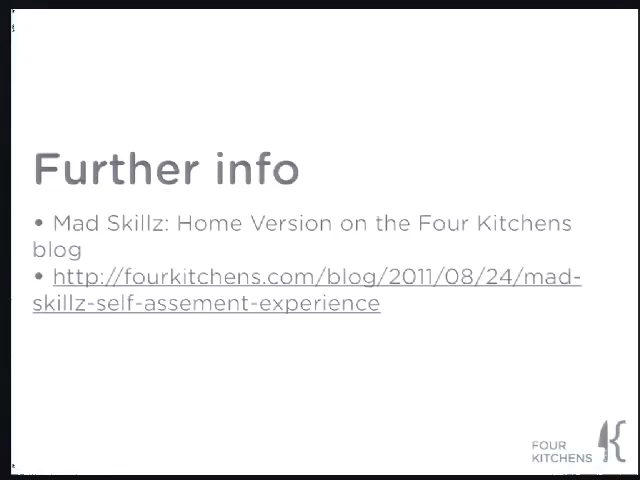 Further info
• Mad Skillz: Home Version on the Four Kitchens
blog
• http://fourkitchens.com/blog/2011/08/24/mad-
skillz-self-assement-experience
FOUR
KITCHENS